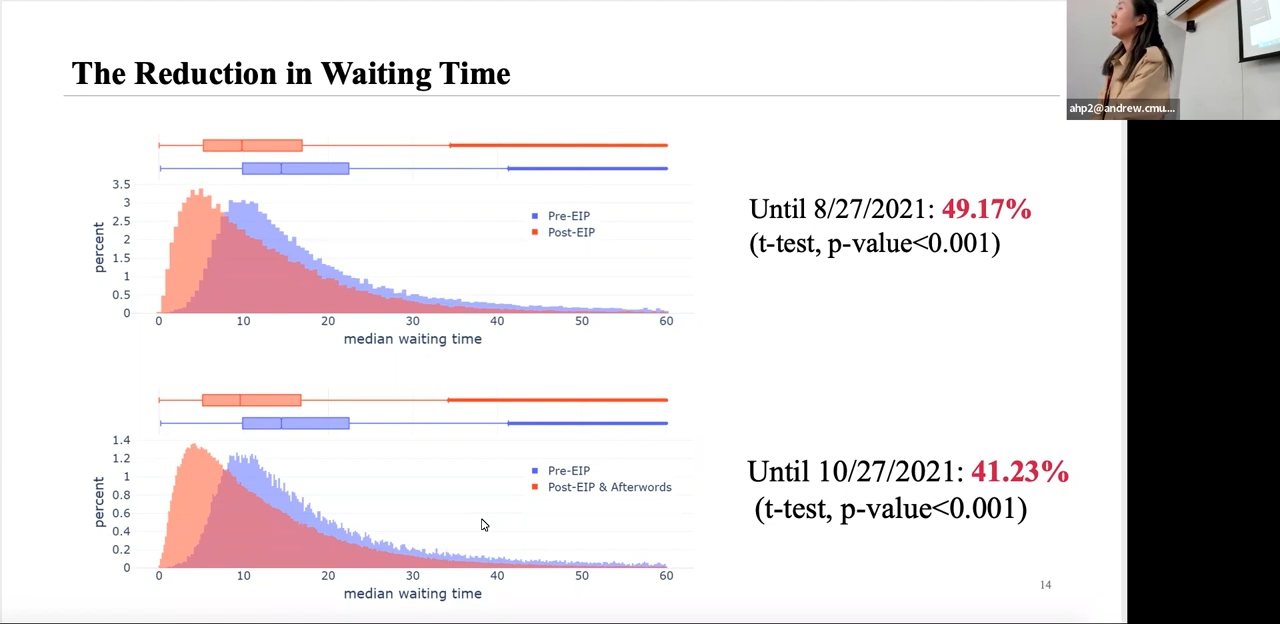 The Reduction in Waiting Time
ahp2@andrew.cmu....
3.5
3
2.5
2
1.5
1
0.5
0
percent
Pre-EIP
Post-EIP
0 10 20 30 40 50 60
median waiting time
Until 8/27/2021: 49.17%
(t-test, p-value<0.001)
1.4
1.2
1
0.8
0.6
0.4
0.2
0
percent
Pre-EIP
Post-EIP & Afterwords
0 10 20 30 40 50 60
median waiting time
Until 10/27/2021: 41.23%
(t-test, p-value<0.001)
14